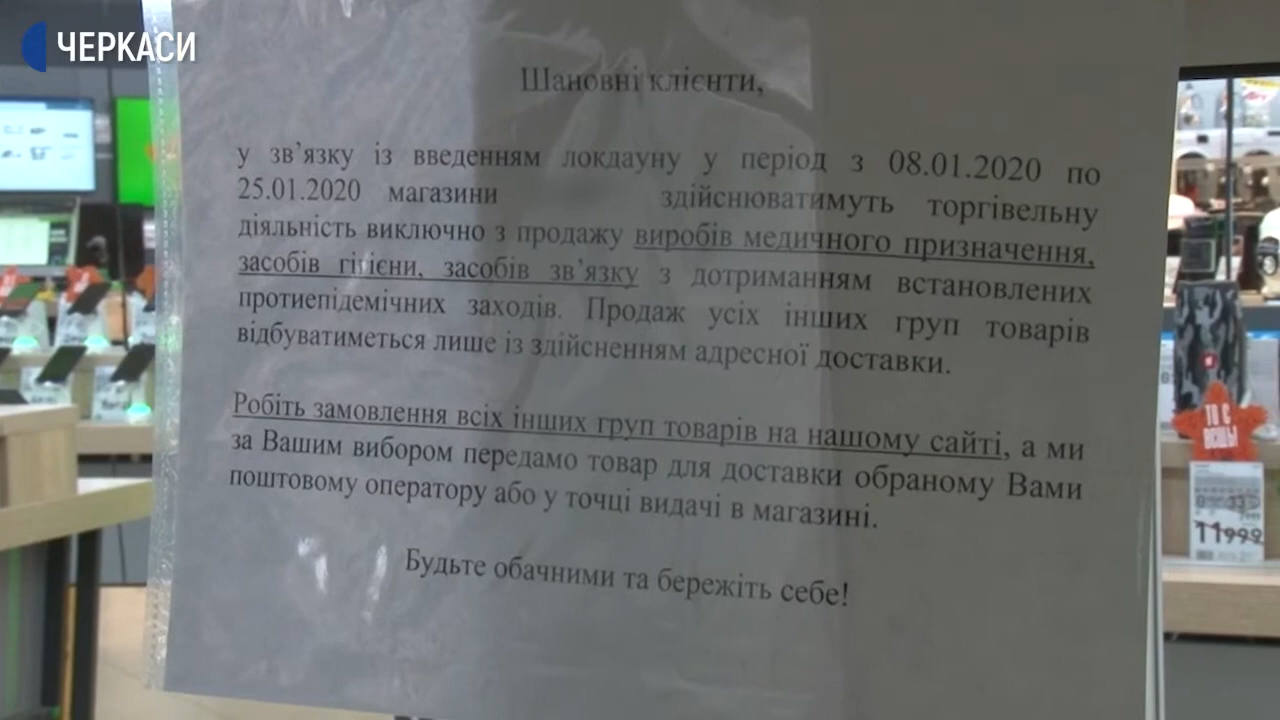 ЧЕРКАСИ
Шановні клієнти,
у зв’язку із введенням локдауну у період з 08.01.2020 по
25.01.2020 магазини здійснюватимуть торгівельну
діяльність виключно з продажу виробів медичного призначення,
засобів гігієни, засобів зв’язку з дотриманням встановлених
протиепідемічних заходів. Продаж усіх інших груп товарів
відбуватиметься лише із здійсненням адресної доставки.
Робіть замовлення всіх інших груп товарів на нашому сайті, а ми
за Вашим вибором передамо товар для доставки обраному Вами
поштовому оператору або у точці видачі в магазині.
Будьте обачними та бережіть себе!
ТО Є
11999